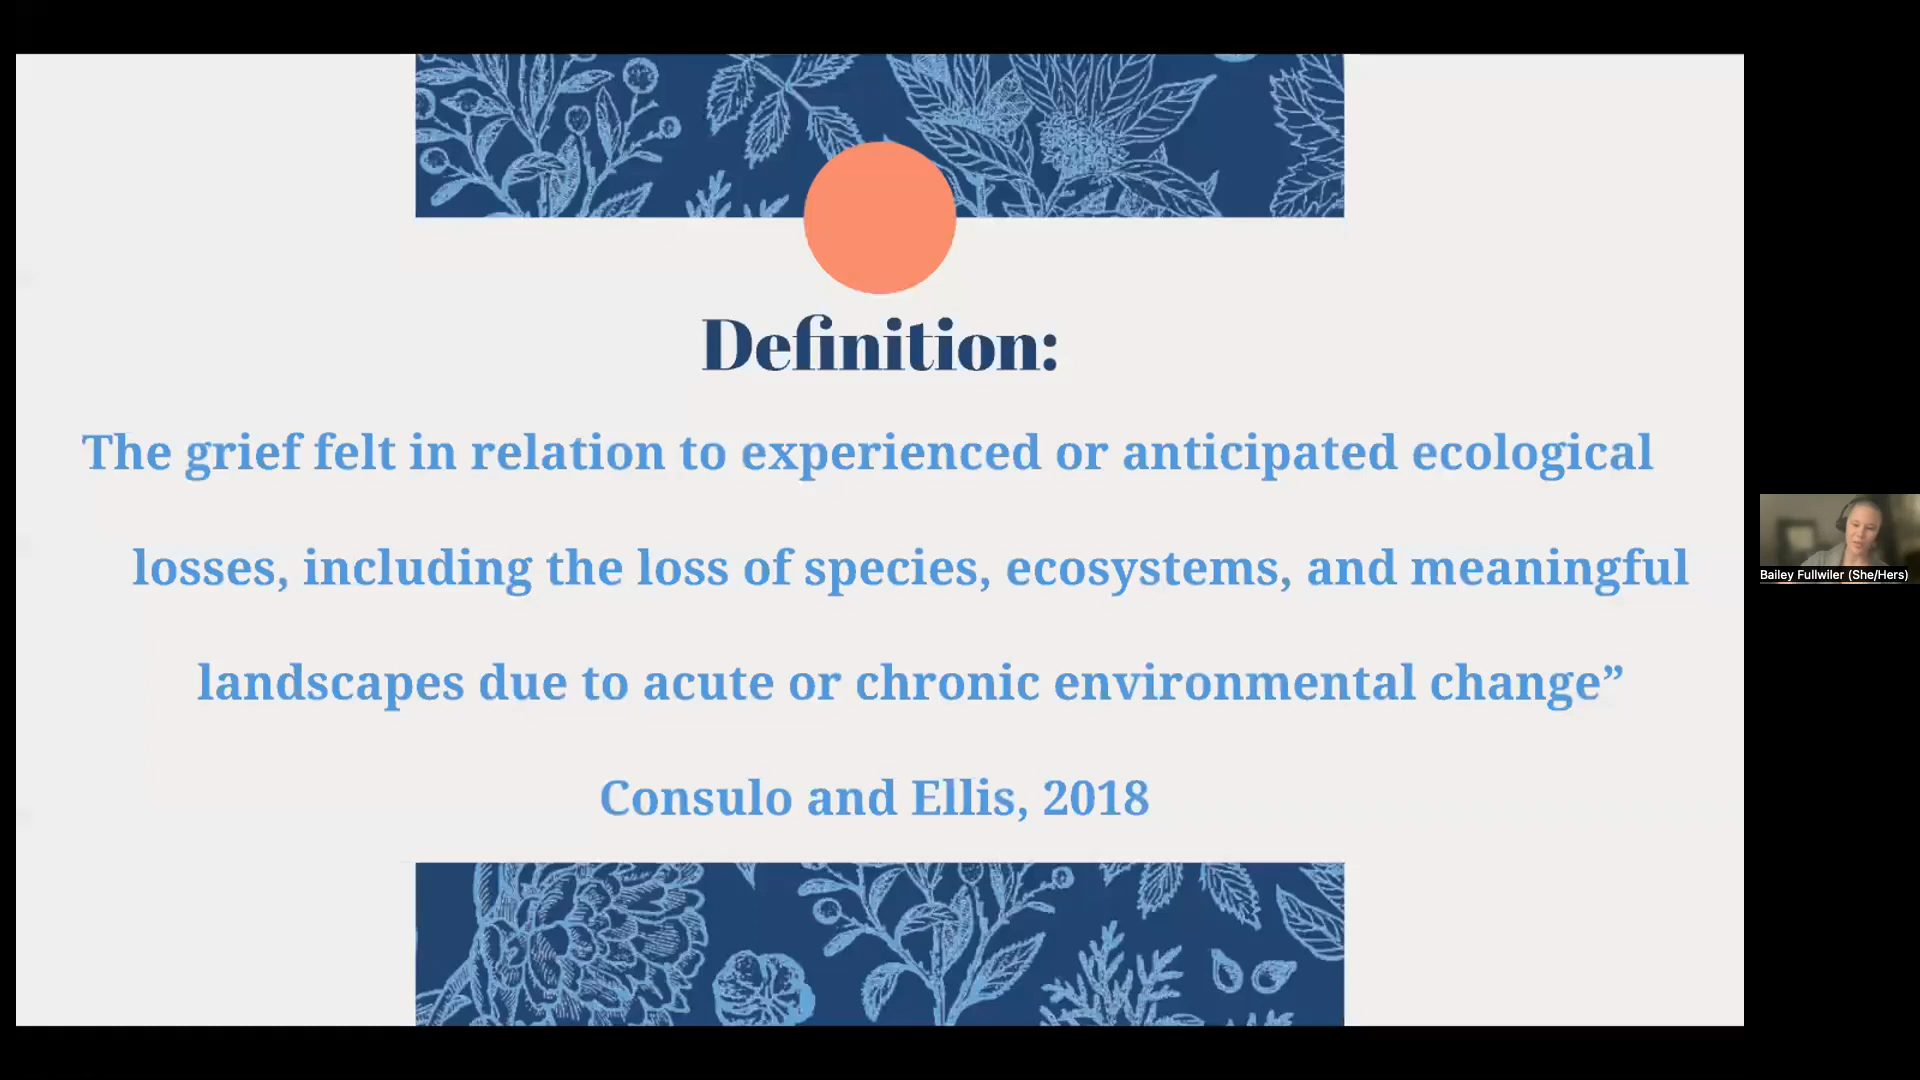 Definition:
The grief felt in relation to experienced or anticipated ecological
losses, including the loss of species, ecosystems, and meaningful
landscapes due to acute or chronic environmental change”
Consulo and Ellis, 2018
Bailey Fullwiler (She/Hers)